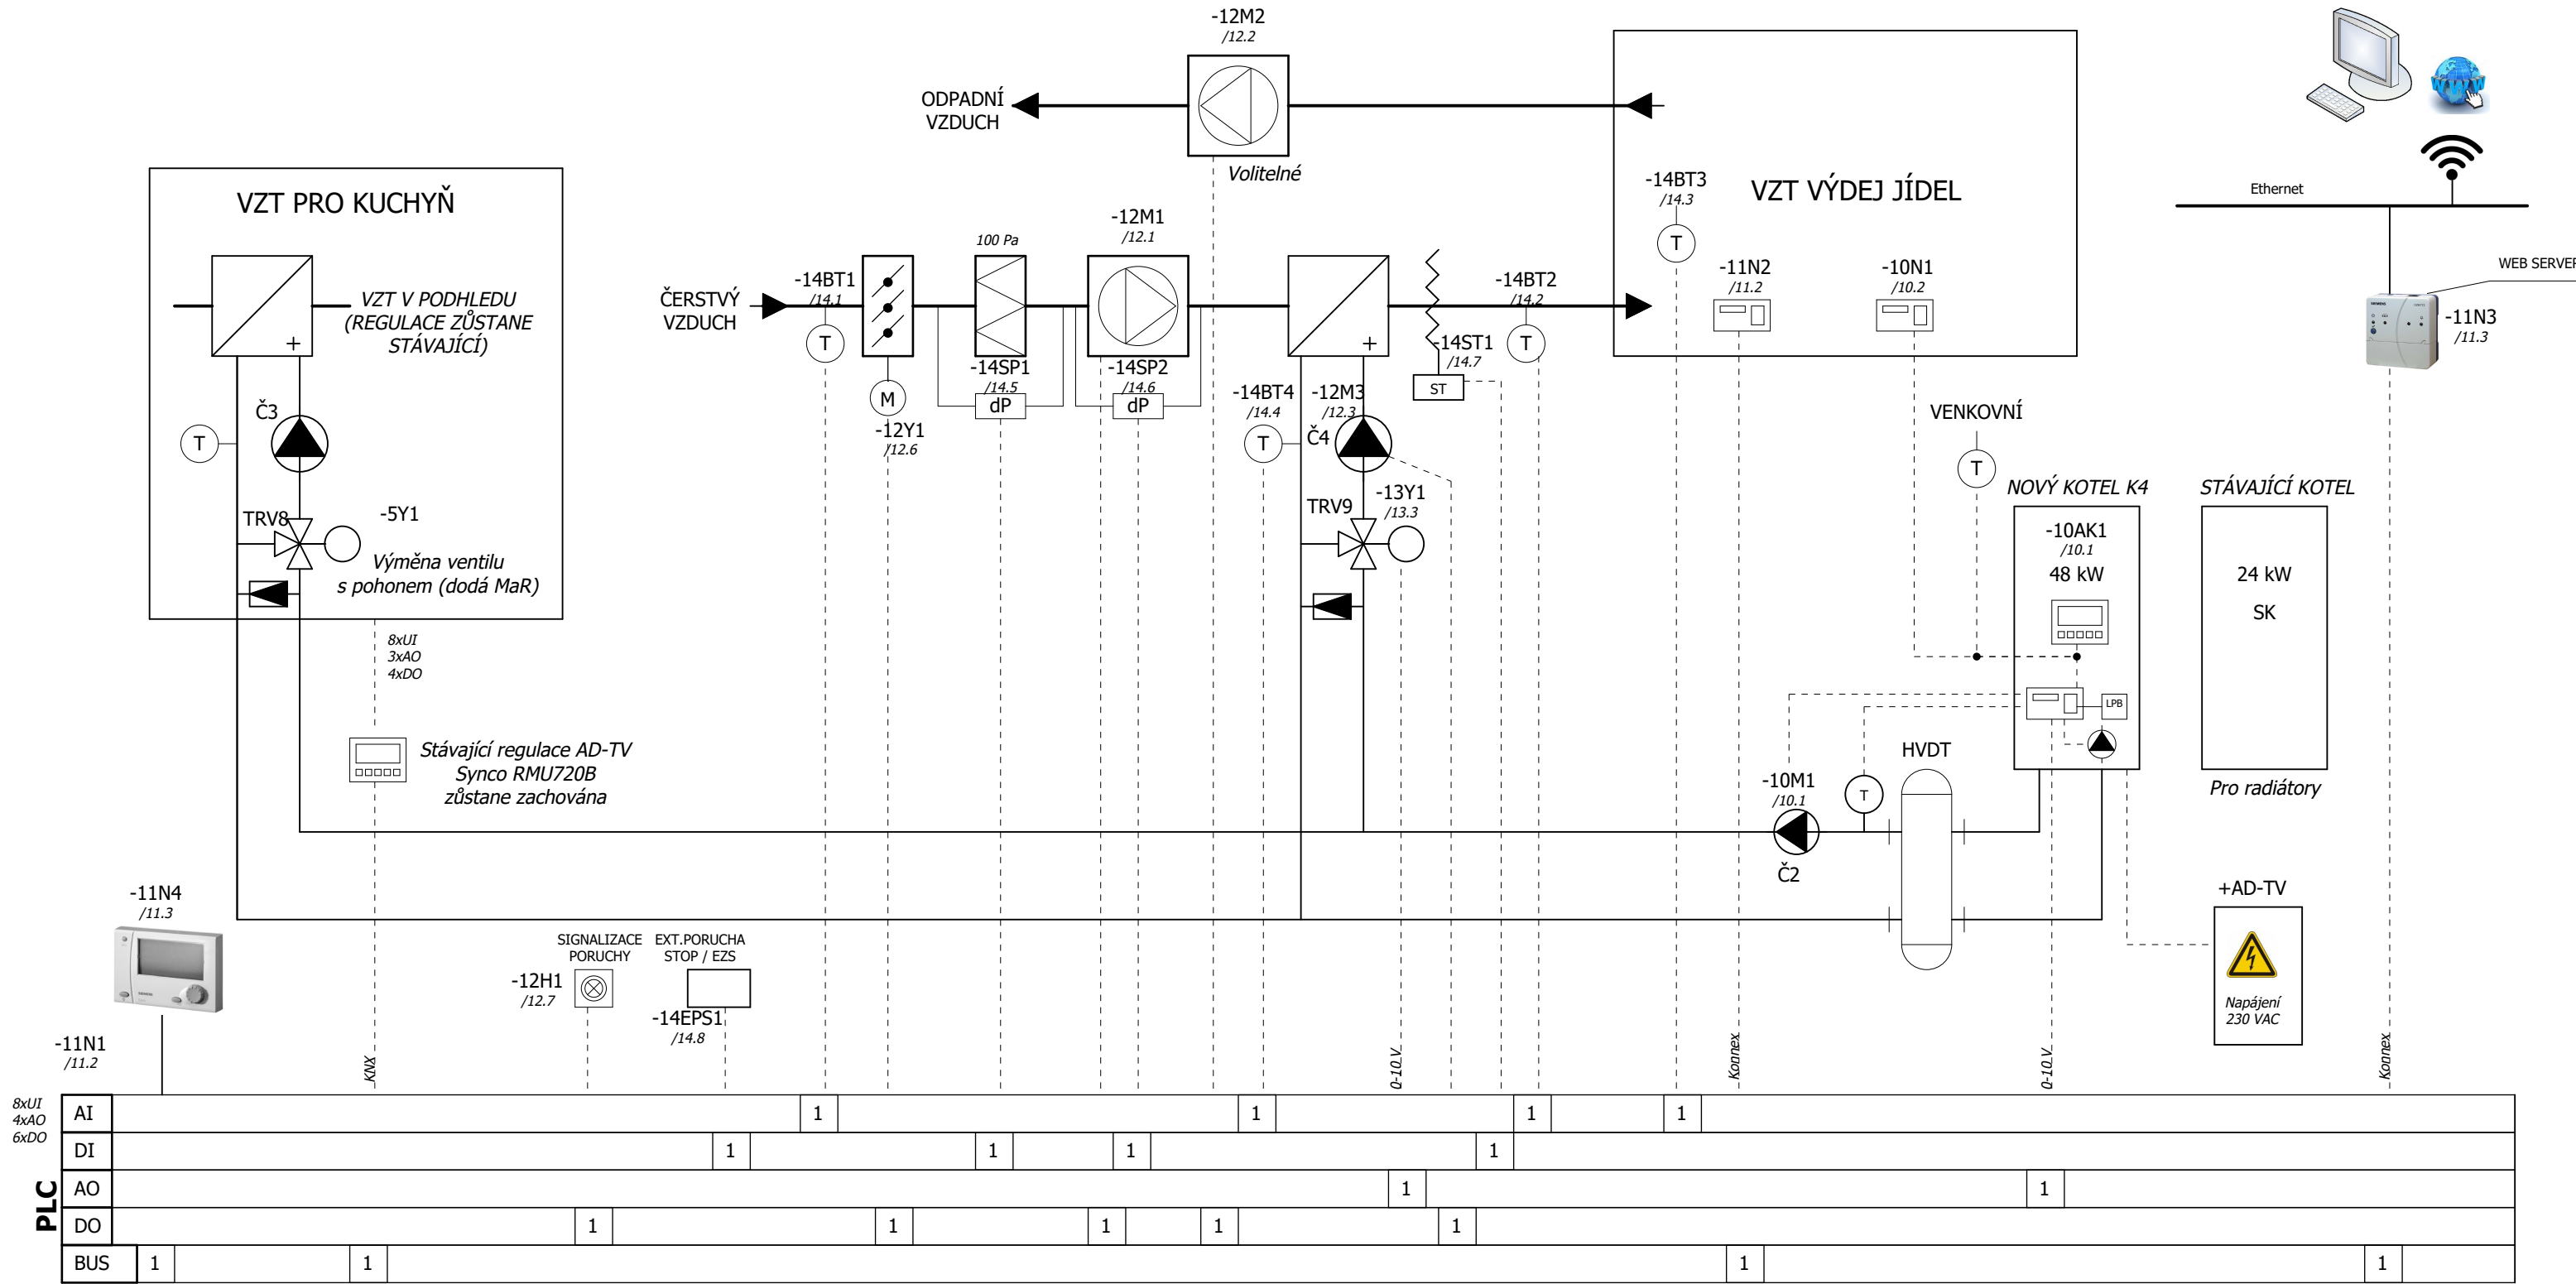 -12M2
/12.2
ODPADNÍ
VZDUCH
Volitelné
VZT PRO KUCHYŇ
VZT V PODHLEDU
(REGULACE ZŮSTANE
STÁVAJÍCÍ)
+
Č3
T
TRV8
-5Y1
Výměna ventilu
s pohonem (dodá MaR)
8xUI
3xAO
4xDO
Stávající regulace AD-TV
Synco RMU720B
zůstane zachována
ČERSTVÝ
VZDUCH
-14BT1
/14.1
T
M
-12Y1
/12.6
100 Pa
-14SP1
/14.5
dP
-12M1
/12.1
-14SP2
/14.6
dP
+
-14BT4
/14.4
T
-12M3
/12.3
Č4
TRV9
-13Y1
/13.3
-14ST1
/14.7
ST
-14BT2
/14.2
T
VZT VÝDEJ JÍDEL
-14BT3
/14.3
T
-11N2
/11.2
-10N1
/10.2
Ethernet
WWW
WEB SERVER
SIEMENS
-11N3
/11.3
VENKOVNÍ
T
NOVÝ KOTEL K4
-10AK1
/10.1
48 kW
LPB
STÁVAJÍCÍ KOTEL
24 kW
SK
Pro radiátory
HVDT
-10M1
/10.1
T
Č2
+AD-TV
Napájení
230 VAC
-11N4
/11.3
SIEMENS
-11N1
/11.2
SIGNALIZACE
PORUCHY
-12H1
/12.7
EXT.PORUCHA
STOP / EZS
-14EPS1
/14.8
KNX
0-10 V
Konnex
0-10 V
Konnex
8xUI
4xAO
6xDO
PLC
AI 1 1 1 1
DI 1 1 1 1
AO 1 1
DO 1 1 1 1 1
BUS 1 1 1 1